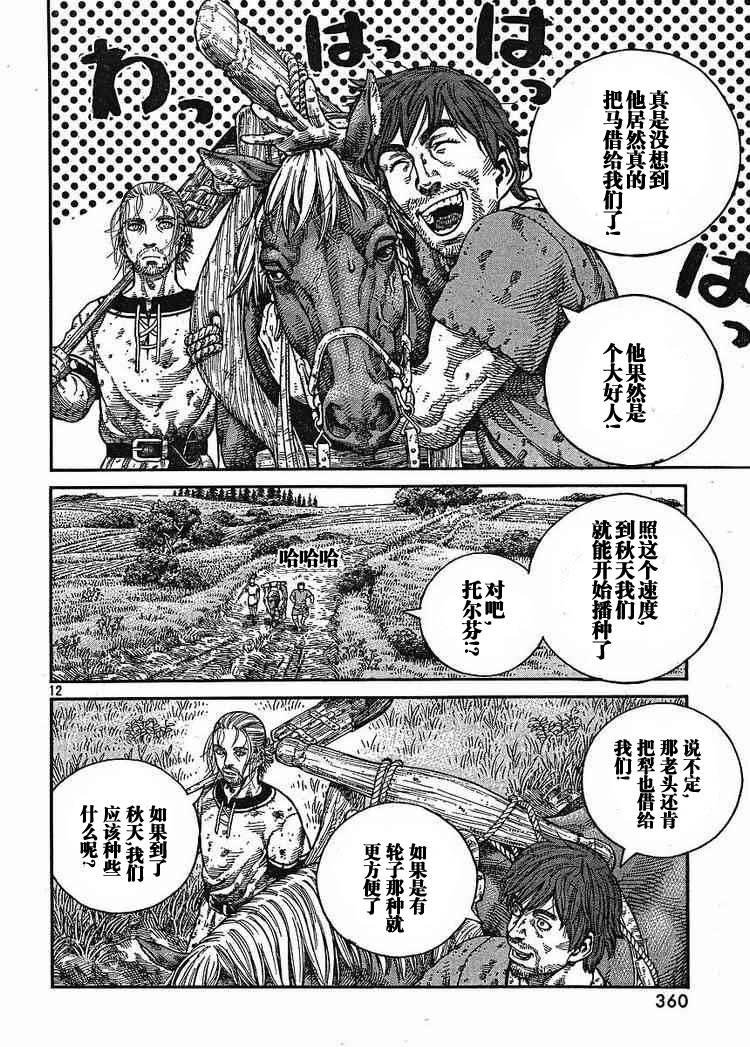 わっ
はっ
はっ
はっ
真是没想到
他居然真的
把马借给
我们了!
他果然是
个大好人!
照这个速度,
到秋天我们
就能开始播种了
对吧,
托尔芬!?
哈哈哈
12
说不定,
那老头还肯
把犁也借给
我们!
如果是有
轮子那种就
更方便了
如果到了
秋天,我们
应该种些
什么呢?
360